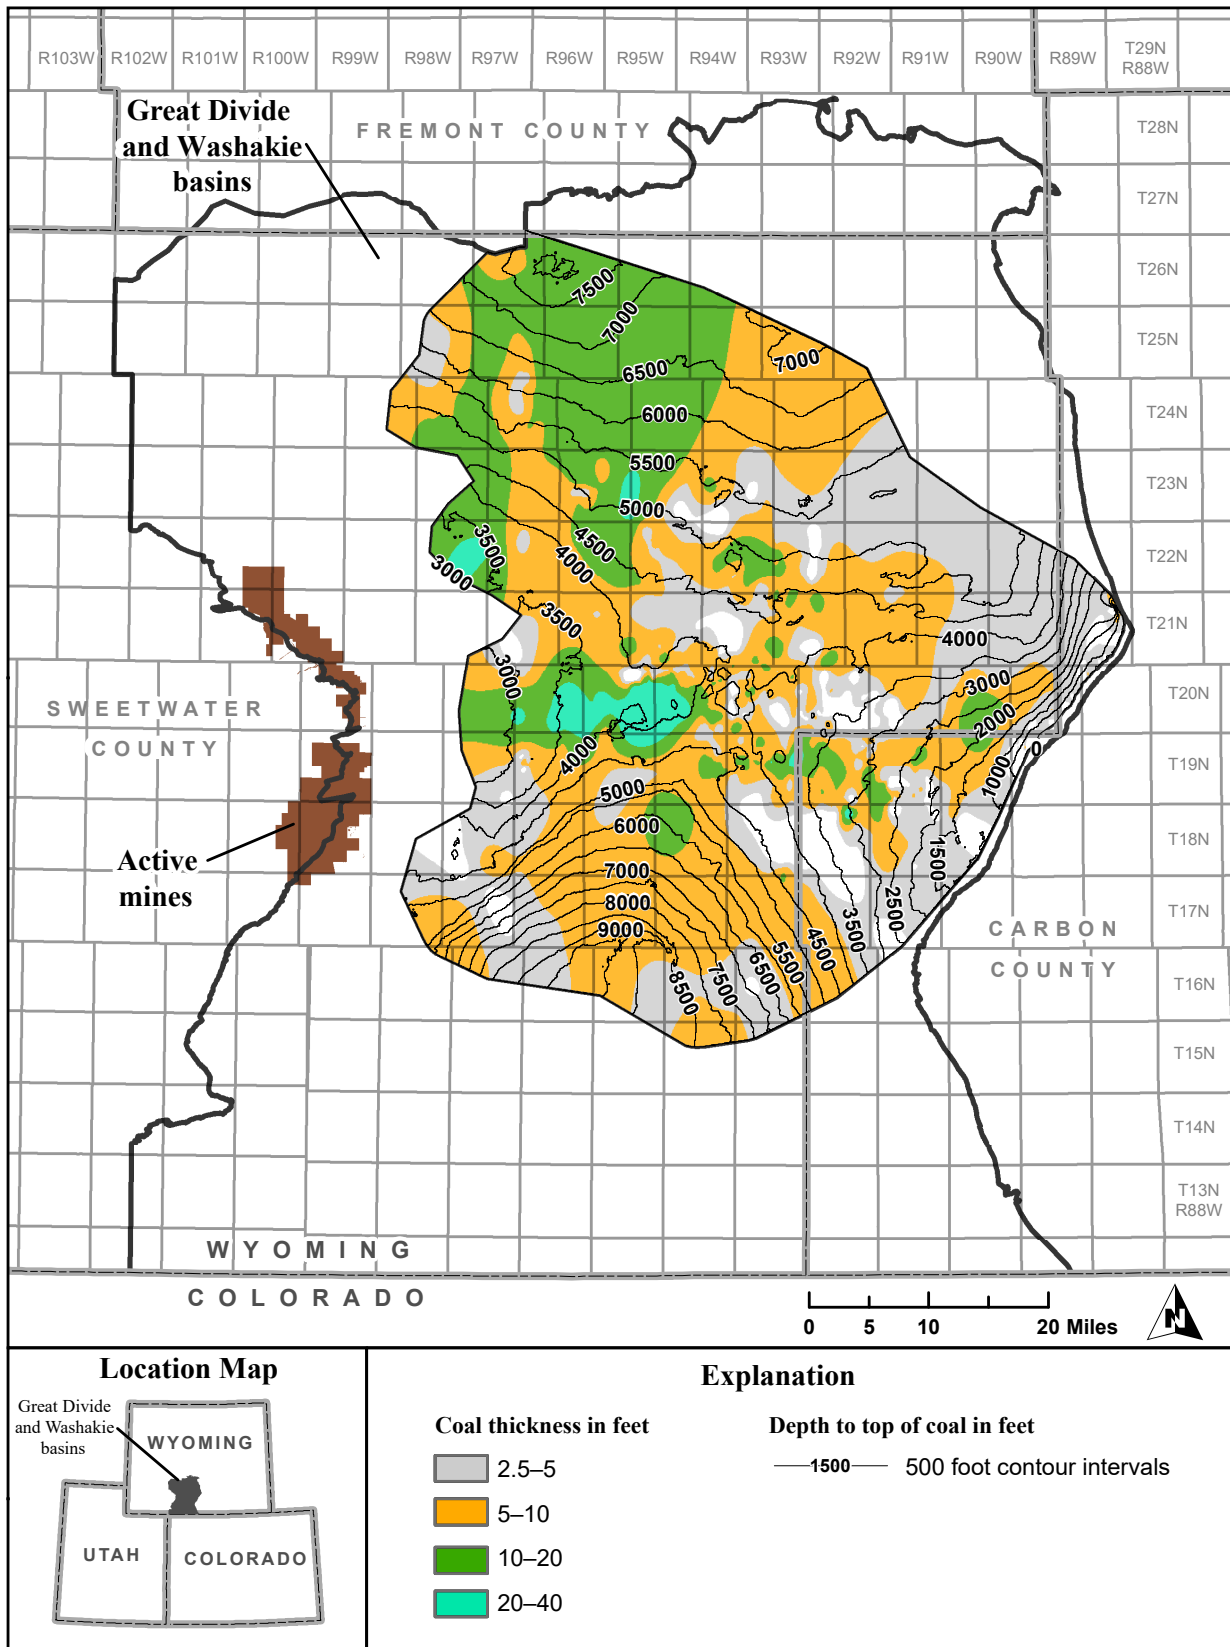 R103W R102W R101W R100W R99W R98W R97W R96W R95W R94W R93W R92W R91W R90W R89W T29N
R88W
Great Divide
and Washakie
basins
FREMONT COUNTY
T28N
T27N
T26N
7500
7000
T25N
7000
6500
T24N
6000
5500
T23N
5000
3500
4500
T22N
3000
4000
3500
T21N
4000
3000
3000
T20N
SWEETWATER
COUNTY
2000
0
4000
T19N
1000
5000
6000
T18N
1500
Active
mines
7000
2500
8000
3500
T17N
9000
4500
CARBON
COUNTY
5500
6500
7500
8500
T16N
T15N
T14N
T13N
R88W
WYOMING
COLORADO
0 5 10 20 Miles
N
Location Map
Great Divide
and Washakie
basins
WYOMING
UTAH
COLORADO
Explanation
Coal thickness in feet
2.5–5
5–10
10–20
20–40
Depth to top of coal in feet
1500 500 foot contour intervals